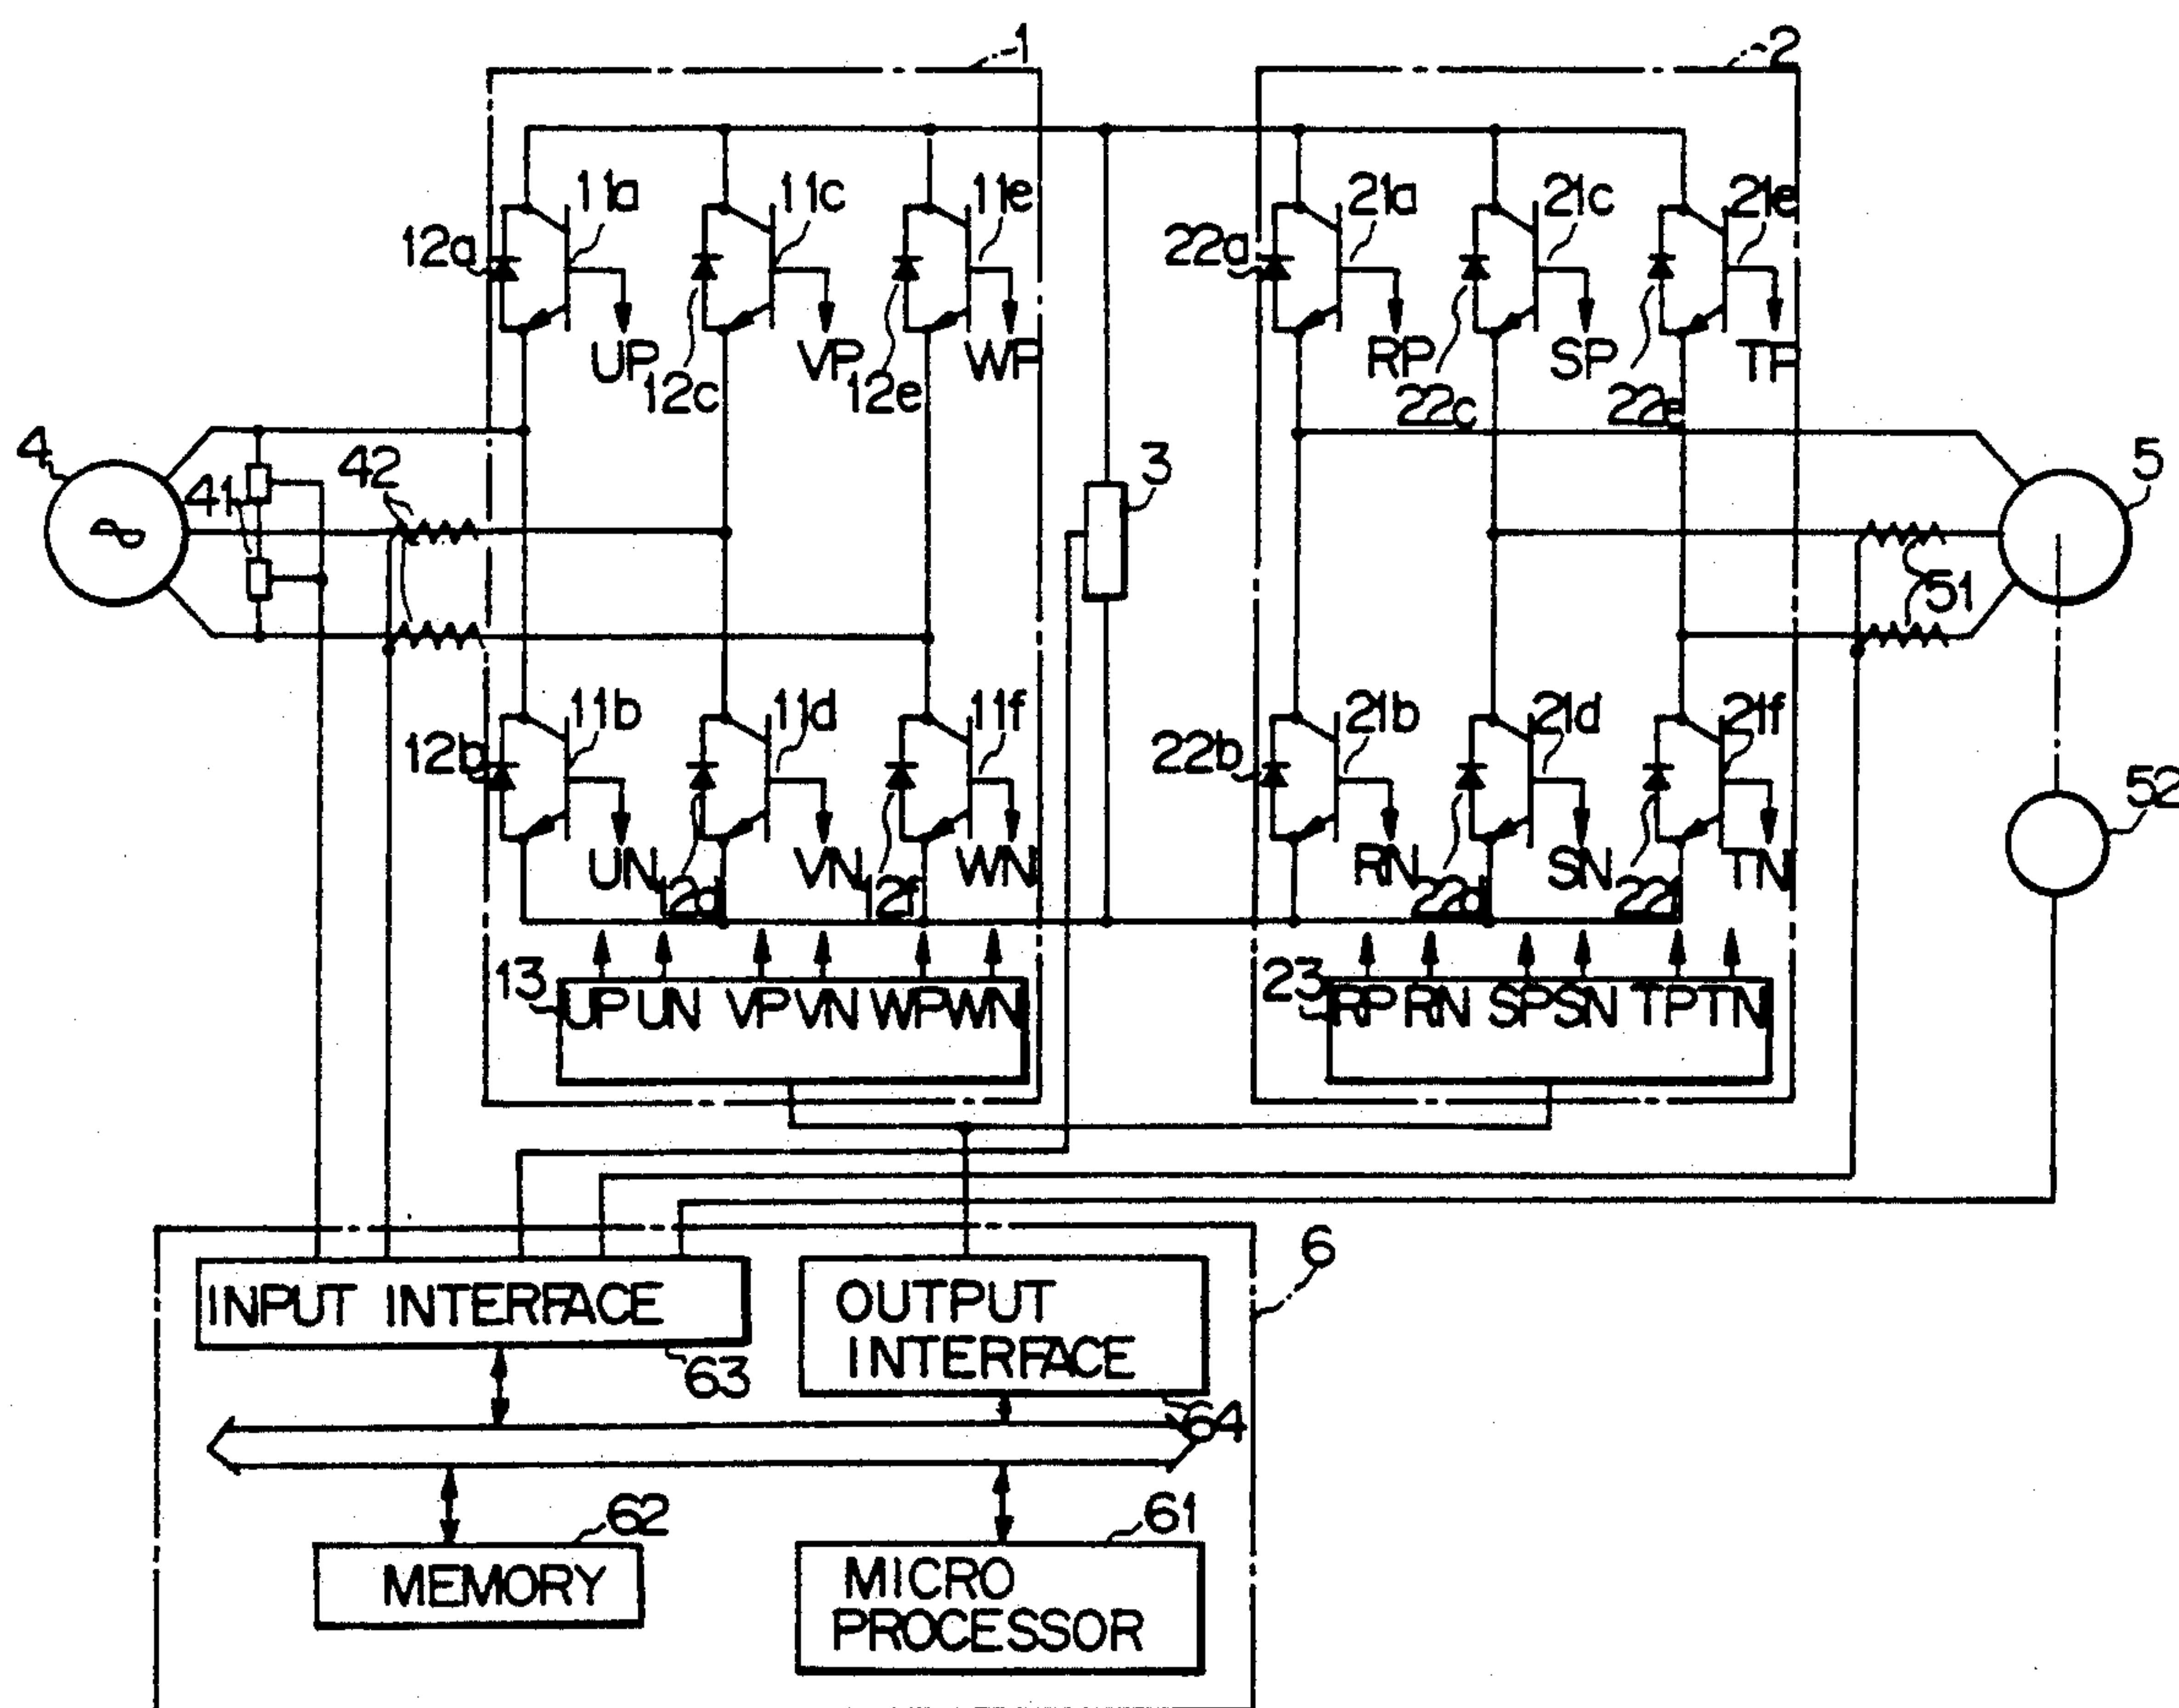 1
2
11a
11c
11e
21a
21c
21e
12a
22a
UP
VP
WP
RP
SP
TP
12c
12e
22c
22e
4
41
42
3
5
51
11b
11d
11f
21b
21d
21f
12b
22b
52
UN
VN
WN
RN
SN
TN
12d
12f
22d
22f
13
UP UN VP VN WP WN
23
RP RN SP SN TP TN
6
INPUT INTERFACE
63
OUTPUT
INTERFACE
64
62
MEMORY
61
MICRO
PROCESSOR